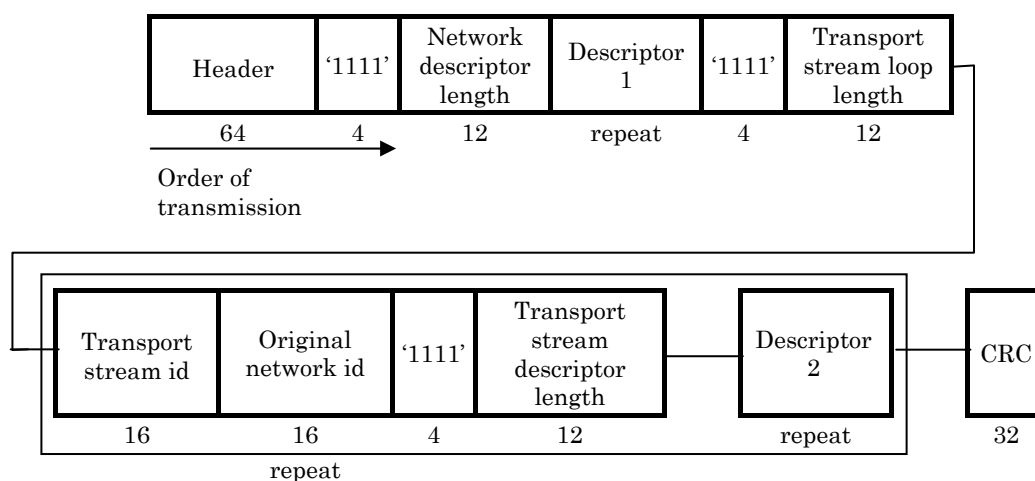 Header
‘1111’
Network
descriptor
length
Descriptor
1
‘1111’
Transport
stream loop
length
64
4
12
repeat
4
12
Order of
transmission
Transport
stream id
Original
network id
‘1111’
Transport
stream
descriptor
length
Descriptor
2
CRC
16
16
4
12
repeat
32
repeat